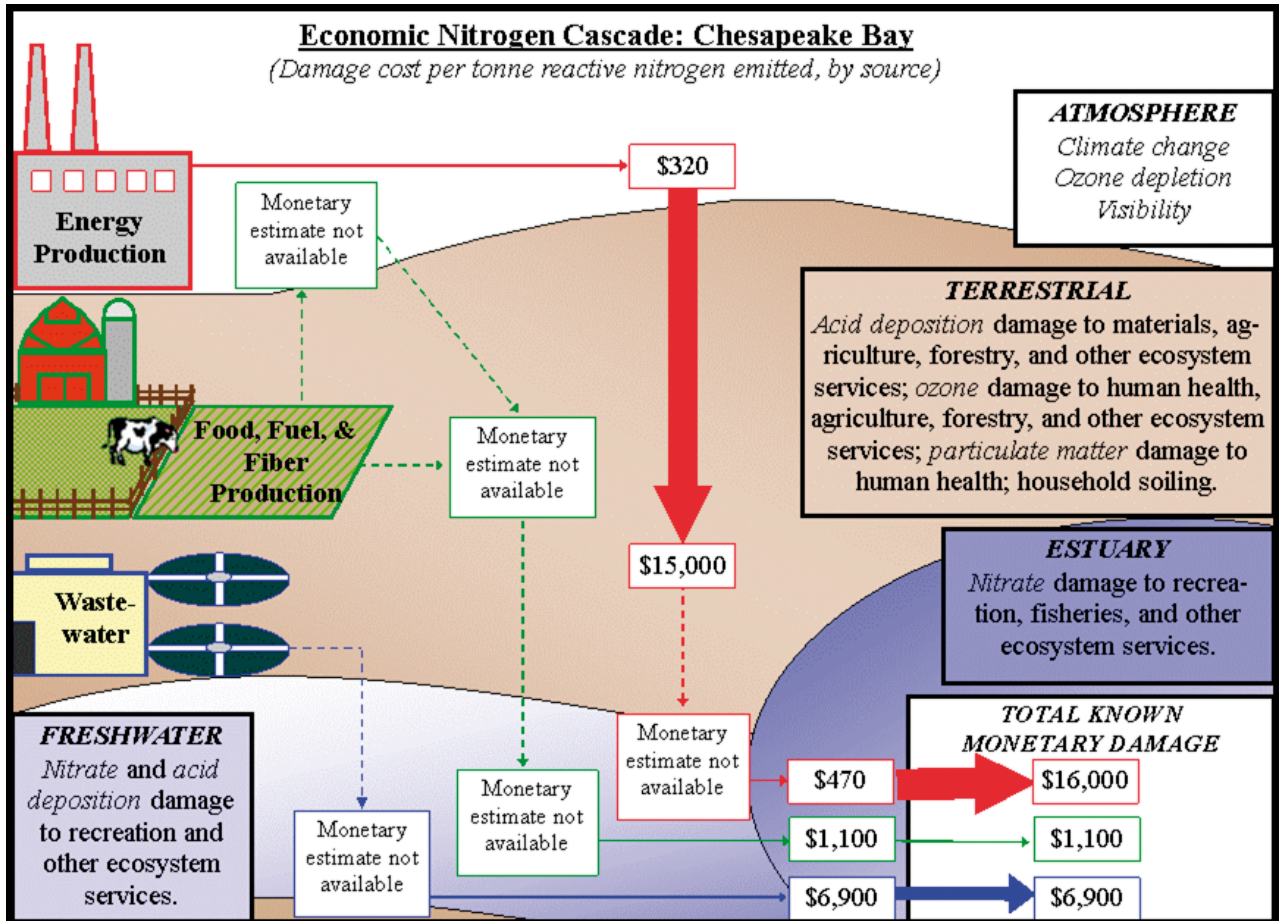 Economic Nitrogen Cascade: Chesapeake Bay
(Damage cost per tonne reactive nitrogen emitted, by source)
ATMOSPHERE
Climate change
Ozone depletion
Visibility
$320
Energy
Production
Monetary
estimate not
available
TERRESTRIAL
Acid deposition damage to materials, ag-
riculture, forestry, and other ecosystem
services; ozone damage to human health,
agriculture, forestry, and other ecosystem
services; particulate matter damage to
human health; household soiling.
Food, Fuel, &
Fiber
Production
Monetary
estimate not
available
$15,000
ESTUARY
Nitrate damage to recrea-
tion, fisheries, and other
ecosystem services.
Waste-
water
FRESHWATER
Nitrate and acid
deposition damage
to recreation and
other ecosystem
services.
Monetary
estimate not
available
Monetary
estimate not
available
Monetary
estimate not
available
TOTAL KNOWN
MONETARY DAMAGE
$470
$16,000
$1,100
$1,100
$6,900
$6,900